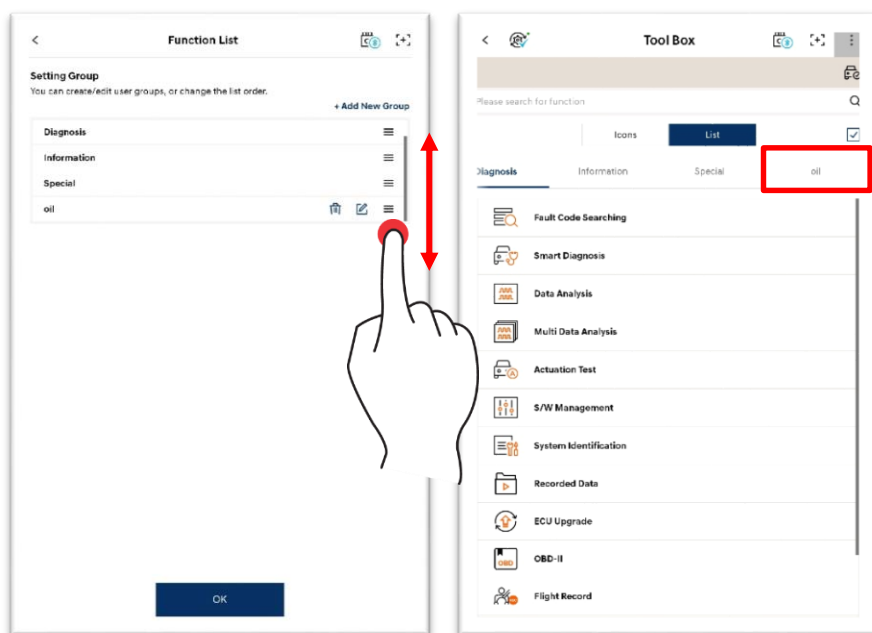 Function List
Setting Group
You can create/edit user groups, or change the list order.
+ Add New Group
Diagnosis
Information
Special
oil
OK
Tool Box
Please search for function
Icons
List
Diagnosis
Information
Special
oil
Fault Code Searching
Smart Diagnosis
Data Analysis
Multi Data Analysis
Actuation Test
S/W Management
System Identification
Recorded Data
ECU Upgrade
OBD
OBD-II
Flight Record